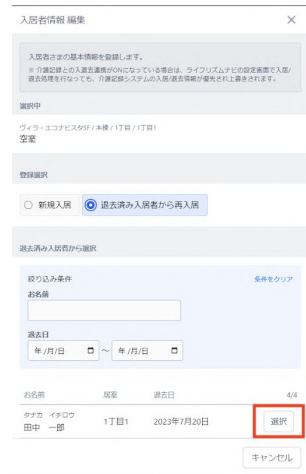 入居者情報 編集
入居者さまの基本情報を登録します。
※ 介護記録との入退去連携がONになっている場合は、ライフリズムナビの設定画面で入居/
退去処理を行なっても、介護記録システムの入居/退去情報が優先され上書きされます。
選択中
ヴィラ・エコナビスタSF / 本棟 / 1丁目 / 1丁目1
空室
登録選択
新規入居 退去済み入居者から再入居
退去済み入居者から選択
絞り込み条件 条件をクリア
お名前
退去日
年 /月/日 ～ 年 /月/日
お名前 居室 退去日 4/4
タナカ イチロウ
田中 一郎 1丁目1 2023年7月20日 選択
キャンセル